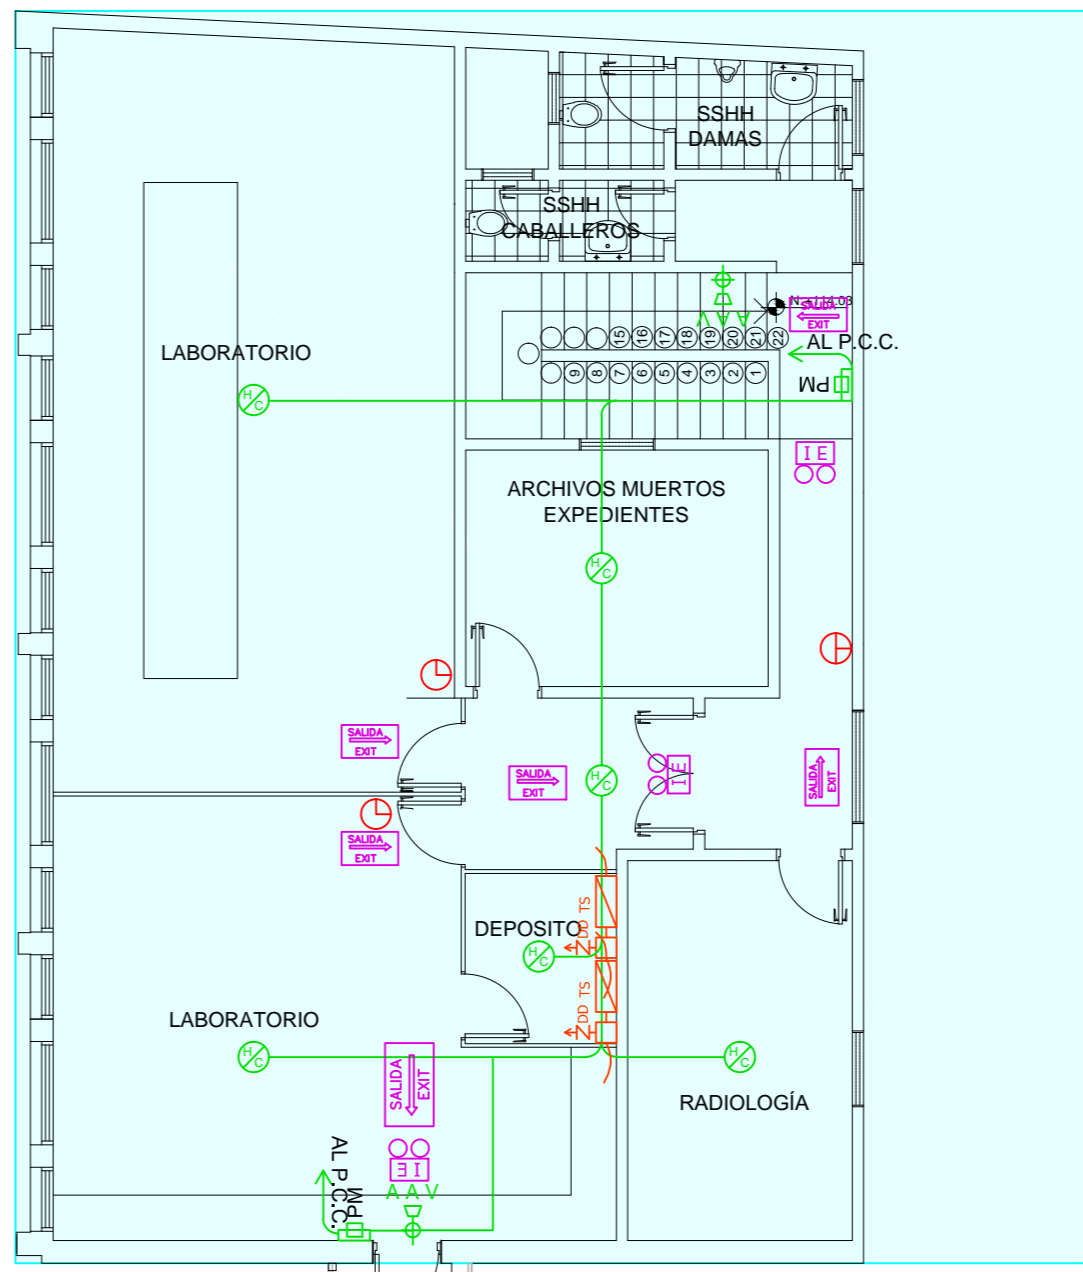 SSHH
DAMAS
SSHH
CABALLEROS
N.+114.03
SALIDA
EXIT
A A V
AL P.C.C.
PM
LABORATORIO
15 16 17 18 19 20 21 22
9 8 7 6 5 4 3 2 1
H/C
I E
ARCHIVOS MUERTOS
EXPEDIENTES
H/C
SALIDA
EXIT
SALIDA
EXIT
I E
SALIDA
EXIT
H/C
SALIDA
EXIT
DEPOSITO
H/C
DD TS
DD TS
LABORATORIO
H/C
H/C
SALIDA
EXIT
RADIOLOGÍA
I E
A A V
AL P.C.C.
PM